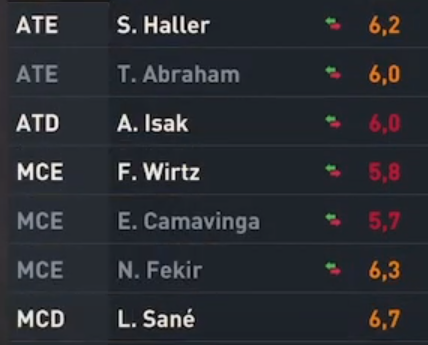 ATE S. Haller 6,2
ATE T. Abraham 6,0
ATD A. Isak 6,0
MCE F. Wirtz 5,8
MCE E. Camavinga 5,7
MCE N. Fekir 6,3
MCD L. Sané 6,7